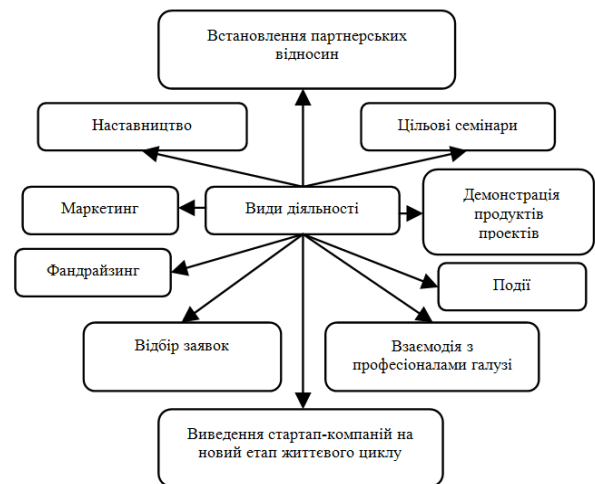 Встановлення партнерських
відносин
Наставництво
Цільові семінари
Маркетинг
Види діяльності
Демонстрація
продуктів
проектів
Фандрайзинг
Події
Відбір заявок
Взаємодія з
професіоналами галузі
Виведення стартап-компаній на
новий етап життєвого циклу